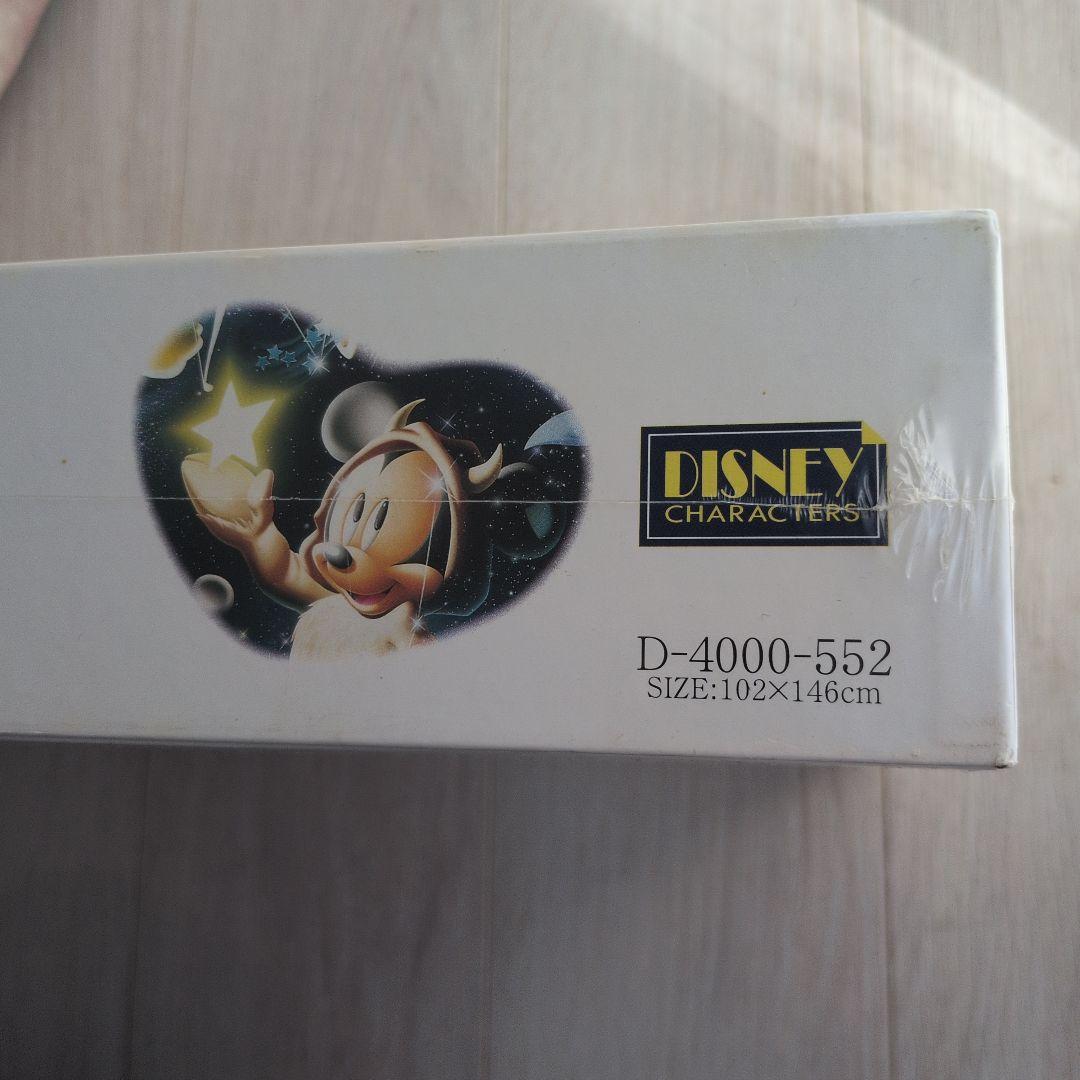 DISNEY
CHARACTERS
D-4000-552
SIZE:102×146cm